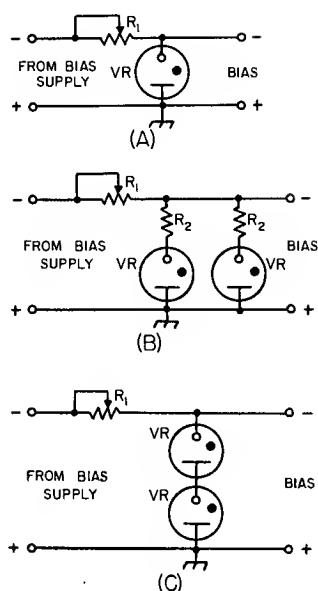 - R1 -
FROM BIAS SUPPLY VR BIAS
+ +
(A)
- R1 -
R2 R2
FROM BIAS SUPPLY VR VR BIAS
+ +
(B)
- R1 -
VR
FROM BIAS SUPPLY VR BIAS
+ +
(C)